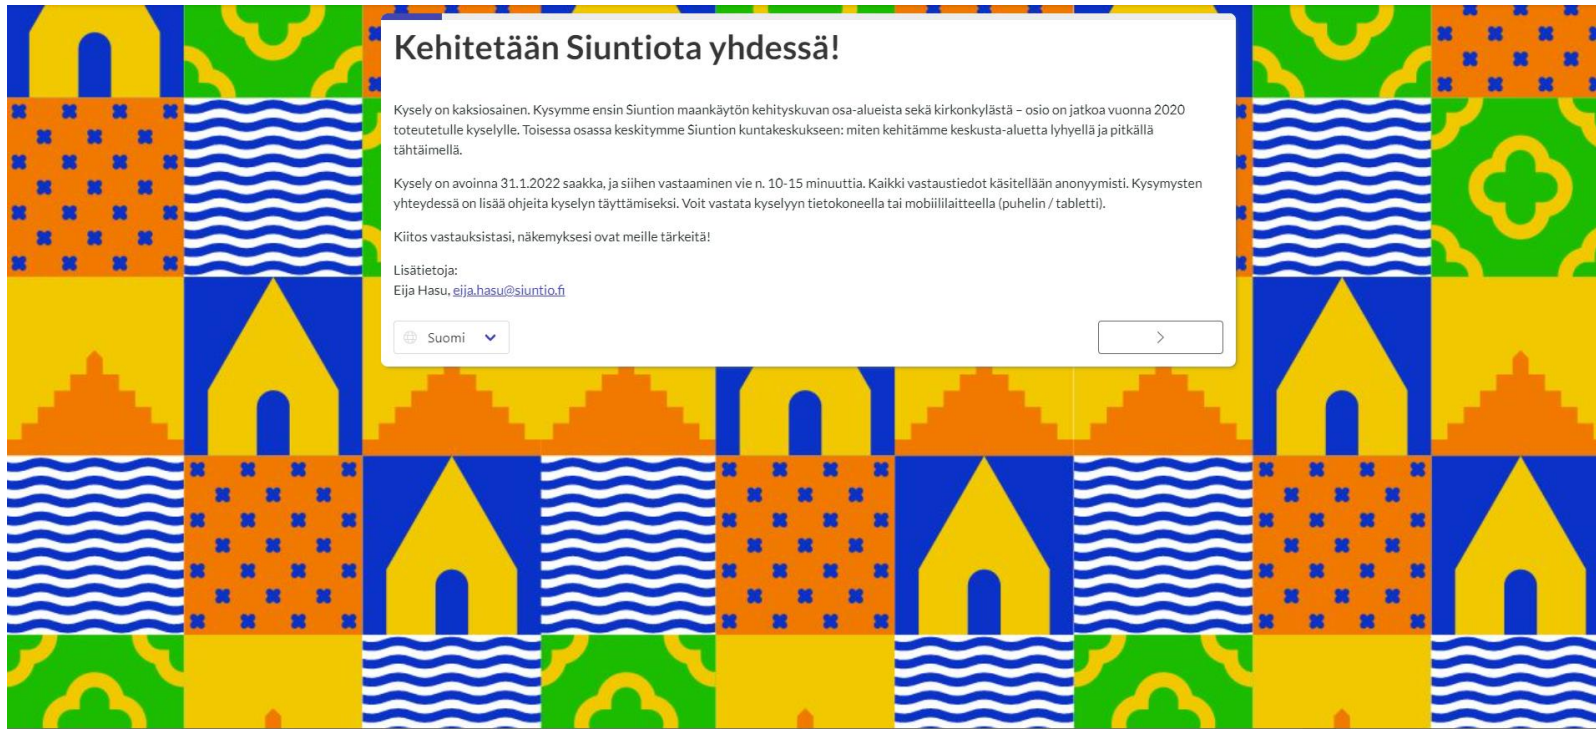 Kehitetään Siuntiota yhdessä!
Kysely on kaksiosainen. Kysymme ensin Siuntion maankäytön kehityskuvan osa-alueista sekä kirkonkylästä – osio on jatkoa vuonna 2020
toteutetulle kyselylle. Toisessa osassa keskitymme Siuntion kuntakeskukseen: miten kehitämme keskusta-aluetta lyhyellä ja pitkällä
tähtäimellä.
Kysely on avoinna 31.1.2022 saakka, ja siihen vastaaminen vie n. 10-15 minuuttia. Kaikki vastaustiedot käsitellään anonyymisti. Kysymysten
yhteydessä on lisää ohjeita kyselyn täyttämiseksi. Voit vastata kyselyyn tietokoneella tai mobiililaitteella (puhelin / tabletti).
Kiitos vastauksistasi, näkemyksesi ovat meille tärkeitä!
Lisätietoja:
Eija Hasu, eija.hasu@siuntio.fi
Suomi